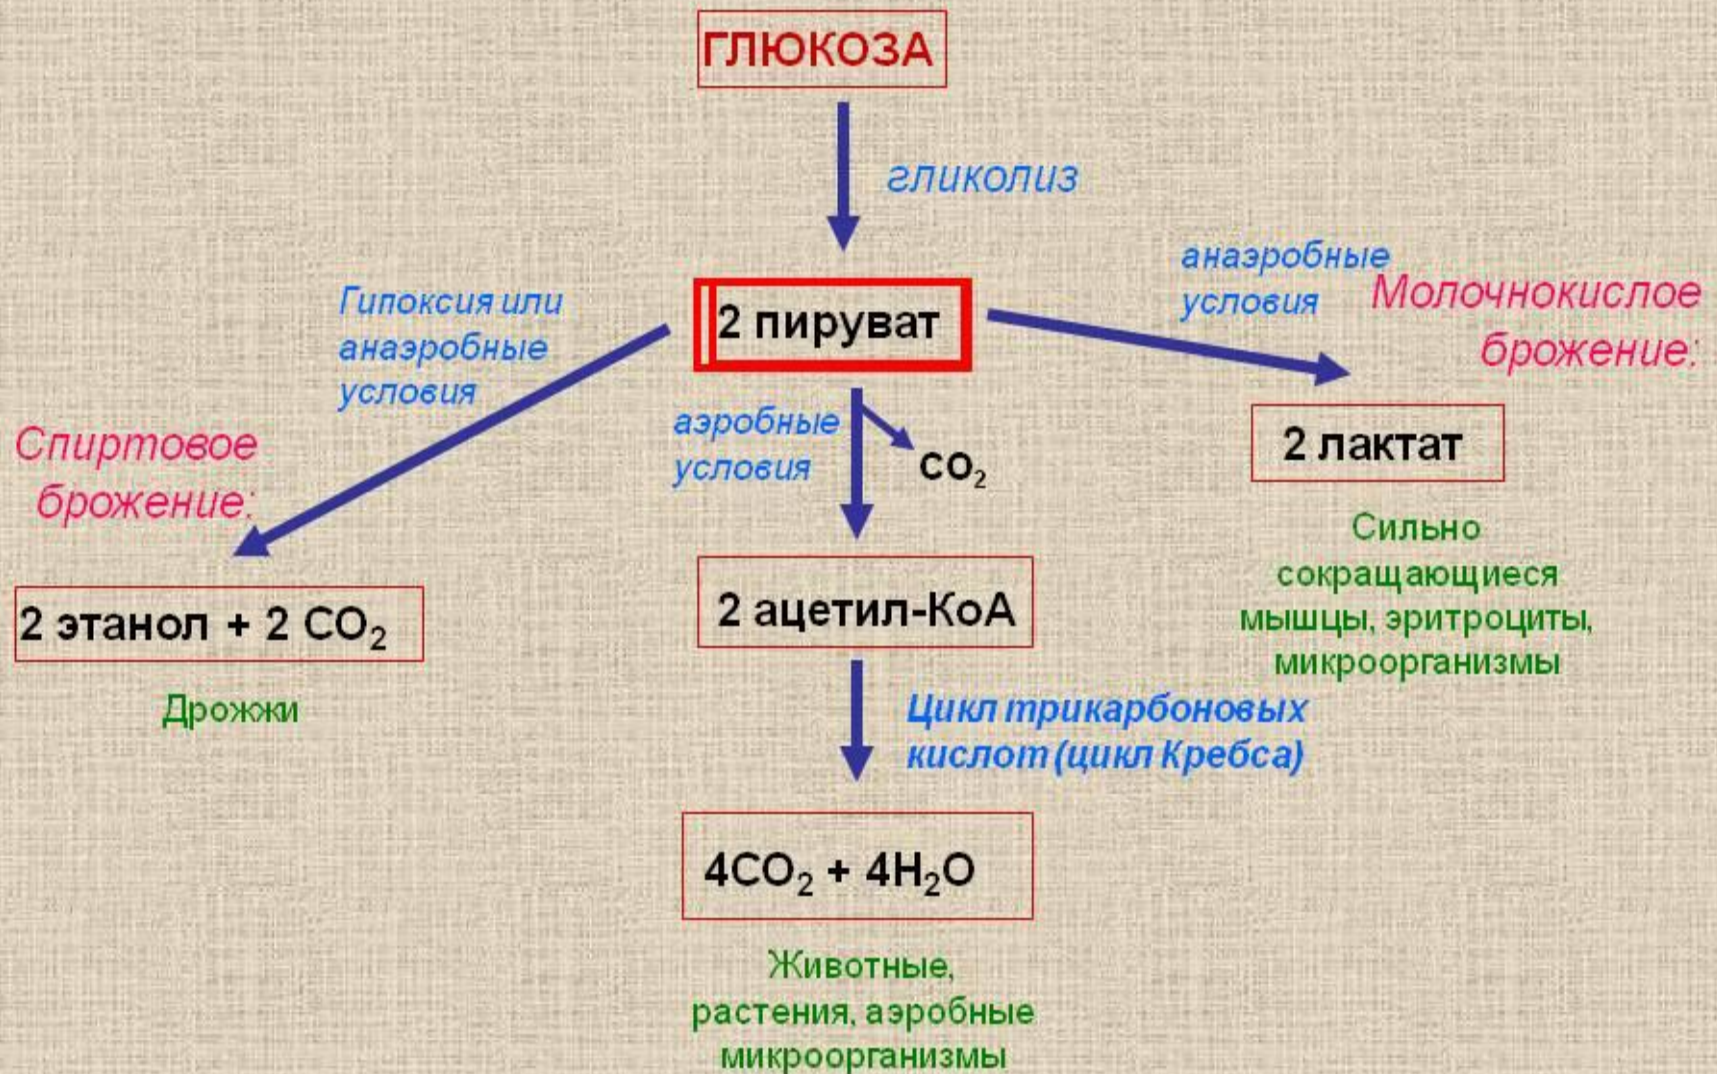 ГЛЮКОЗА
гликолиз
2 пируват
Гипоксия или
анаэробные
условия
Спиртовое
брожение:
2 этанол + 2 CO₂
Дрожжи
аэробные
условия
CO₂
2 ацетил-КоА
Цикл трикарбоновых
кислот (цикл Кребса)
4CO₂ + 4H₂O
Животные,
растения, аэробные
микроорганизмы
анаэробные
условия
Молочнокислое
брожение:
2 лактат
Сильно
сокращающиеся
мышцы, эритроциты,
микроорганизмы